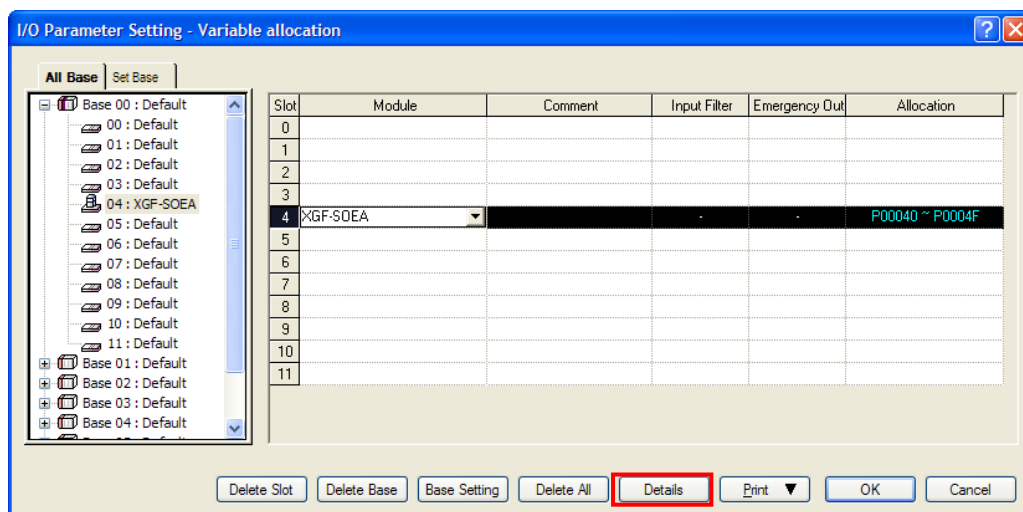 I/O Parameter Setting - Variable allocation
All Base Set Base
Base 00 : Default
00 : Default
01 : Default
02 : Default
03 : Default
04 : XGF-SOEA
05 : Default
06 : Default
07 : Default
08 : Default
09 : Default
10 : Default
11 : Default
Base 01 : Default
Base 02 : Default
Base 03 : Default
Base 04 : Default
Slot Module Comment Input Filter Emergency Out Allocation
0
1
2
3
4 XGF-SOEA - - P00040 ~ P0004F
5
6
7
8
9
10
11
Delete Slot Delete Base Base Setting Delete All Details Print ▼ OK Cancel